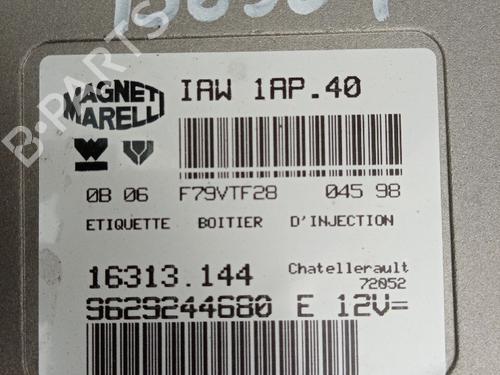 MAGNETI
MARELLI
IAW 1AP.40
0B 06 F79VTF28 045 98
ETIQUETTE BOITIER D'INJECTION
16313.144 Chatellerault
72052
9629244680 E 12V=
B-PARTS